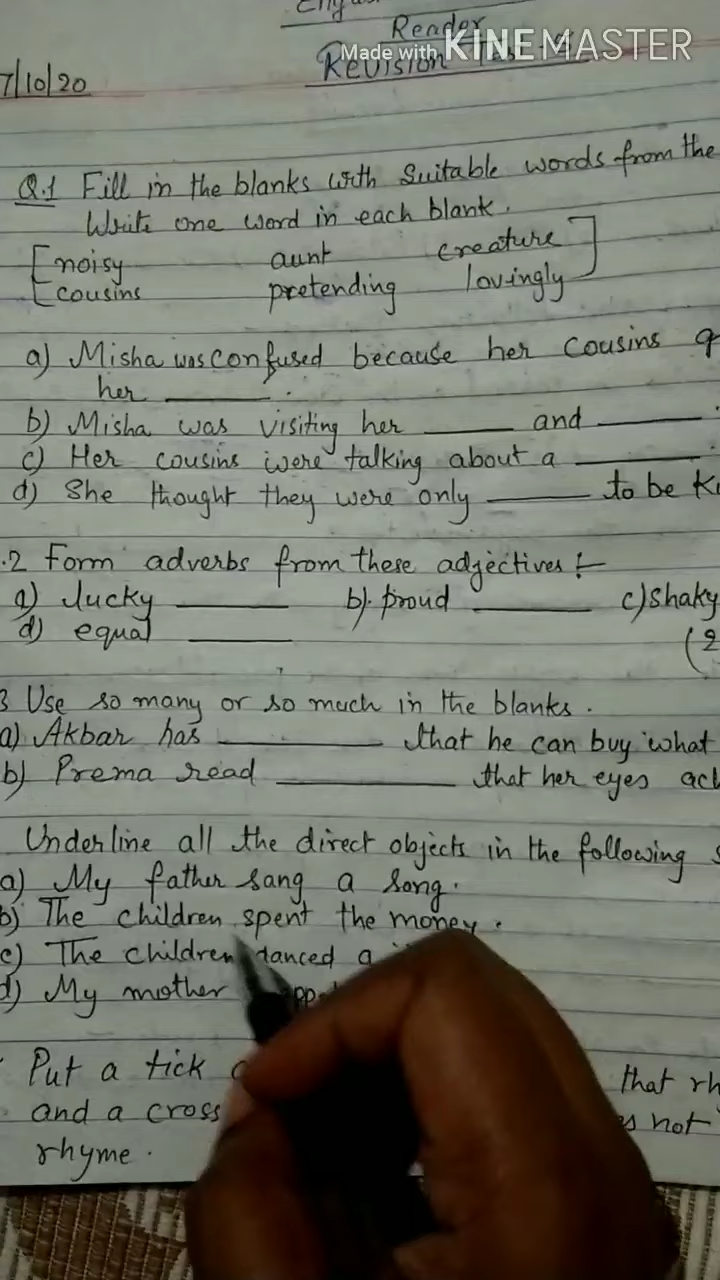 Reader
Made with KINEMASTER
Revision
7/10/20
Q.1 Fill in the blanks with suitable words from the
Write one word in each blank.
[noisy aunt creature]
[cousins pretending lovingly]
a) Misha was confused because her cousins
her ______.
b) Misha was visiting her ______ and ______.
c) Her cousins were talking about a ______.
d) She thought they were only ______ to be
.2 Form adverbs from these adjectives :-
a) lucky ______ b). proud ______ c) shaky
d) equal ______ (2
3 Use so many or so much in the blanks.
a) Akbar has ______ that he can buy what
b) Prema read ______ that her eyes
Underline all the direct objects in the following
a) My father sang a song.
b) The children spent the money.
c) The children danced a
d) My mother
Put a tick that
and a cross not
rhyme.